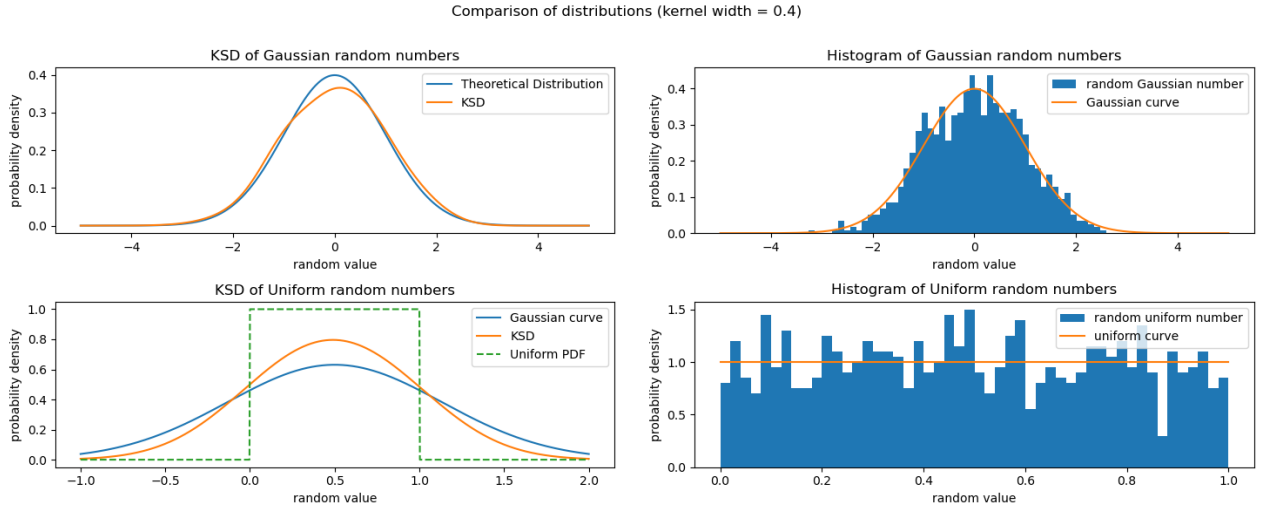 Comparison of distributions (kernel width = 0.4)
KSD of Gaussian random numbers
probability density
0.4
0.3
0.2
0.1
0.0
Theoretical Distribution
KSD
−4
−2
0
2
4
random value
Histogram of Gaussian random numbers
probability density
0.4
0.3
0.2
0.1
0.0
random Gaussian number
Gaussian curve
−4
−2
0
2
4
random value
KSD of Uniform random numbers
probability density
1.0
0.8
0.6
0.4
0.2
0.0
Gaussian curve
KSD
Uniform PDF
−1.0
−0.5
0.0
0.5
1.0
1.5
2.0
random value
Histogram of Uniform random numbers
probability density
1.5
1.0
0.5
0.0
random uniform number
uniform curve
0.0
0.2
0.4
0.6
0.8
1.0
random value